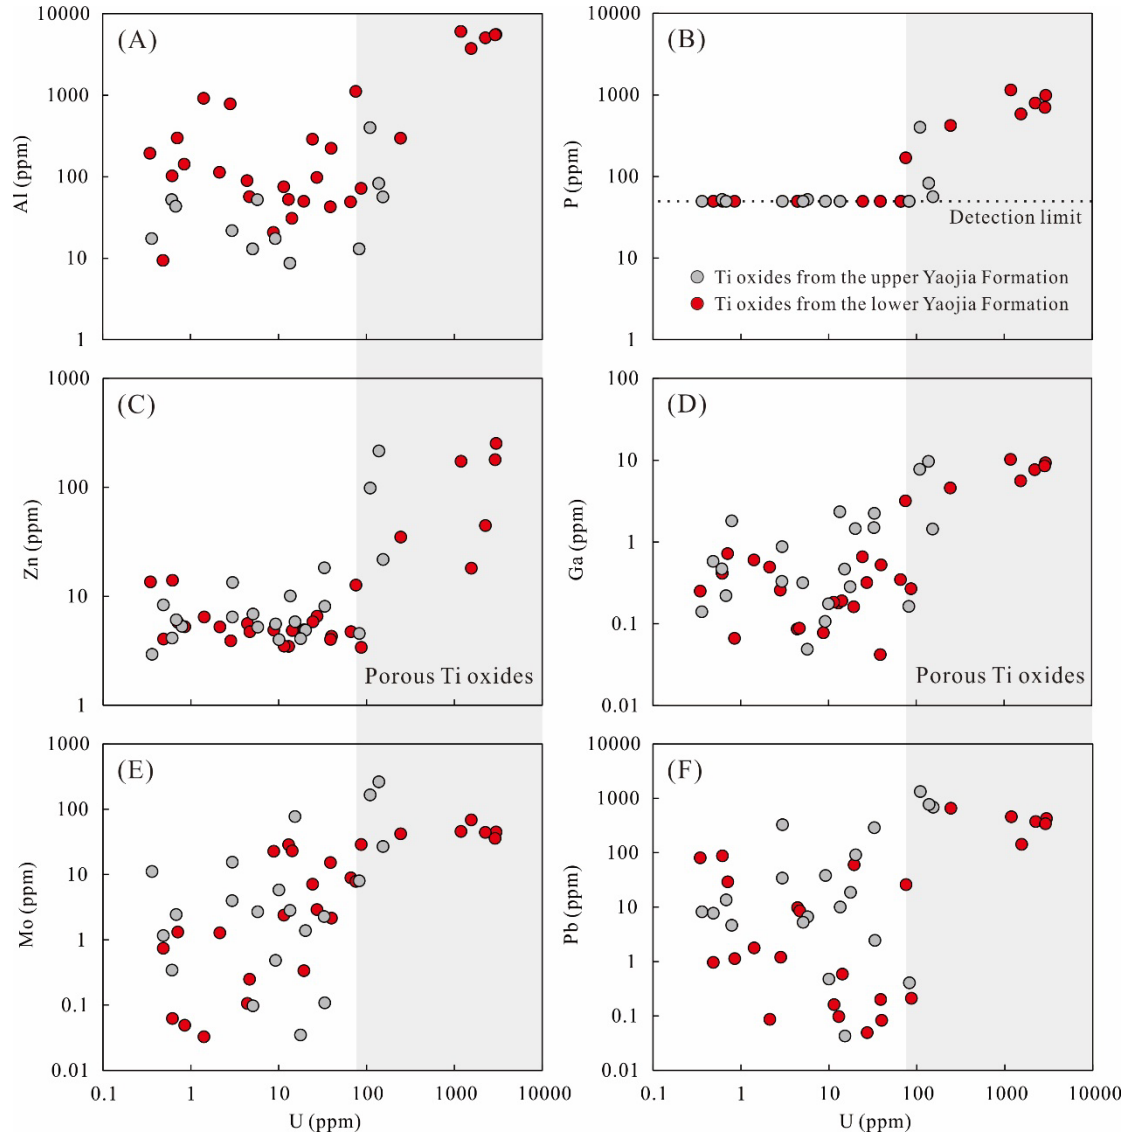 (A)
10000
1000
100
10
1
Al (ppm)
(B)
10000
1000
100
10
1
P (ppm)
Detection limit
Ti oxides from the upper Yaojia Formation
Ti oxides from the lower Yaojia Formation
(C)
1000
100
10
1
Zn (ppm)
Porous Ti oxides
(D)
100
10
1
0.1
0.01
Ga (ppm)
Porous Ti oxides
(E)
1000
100
10
1
0.1
0.01
Mo (ppm)
0.1 1 10 100 1000 10000
U (ppm)
(F)
10000
1000
100
10
1
0.1
0.01
Pb (ppm)
0.1 1 10 100 1000 10000
U (ppm)